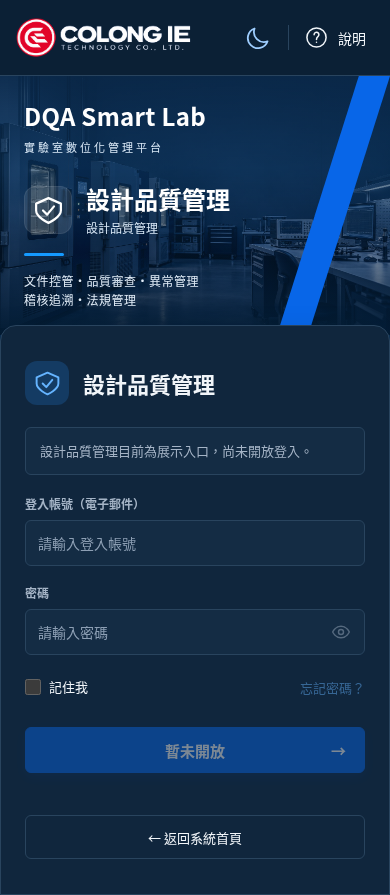 COLONG IE
TECHNOLOGY CO., LTD.
說明
DQA Smart Lab
實驗室數位化管理平台
設計品質管理
設計品質管理
文件控管・品質審查・異常管理
稽核追溯・法規管理
設計品質管理
設計品質管理目前為展示入口，尚未開放登入。
登入帳號（電子郵件）
請輸入登入帳號
密碼
請輸入密碼
記住我
忘記密碼？
暫未開放 →
← 返回系統首頁